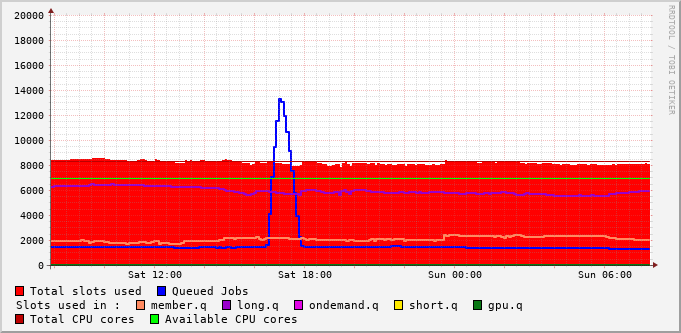 20000
18000
16000
14000
12000
10000
8000
6000
4000
2000
0
Sat 12:00 Sat 18:00 Sun 00:00 Sun 06:00
Total slots used Queued Jobs
Slots used in : member.q long.q ondemand.q short.q gpu.q
Total CPU cores Available CPU cores
RRDTOOL / TOBI OETIKER